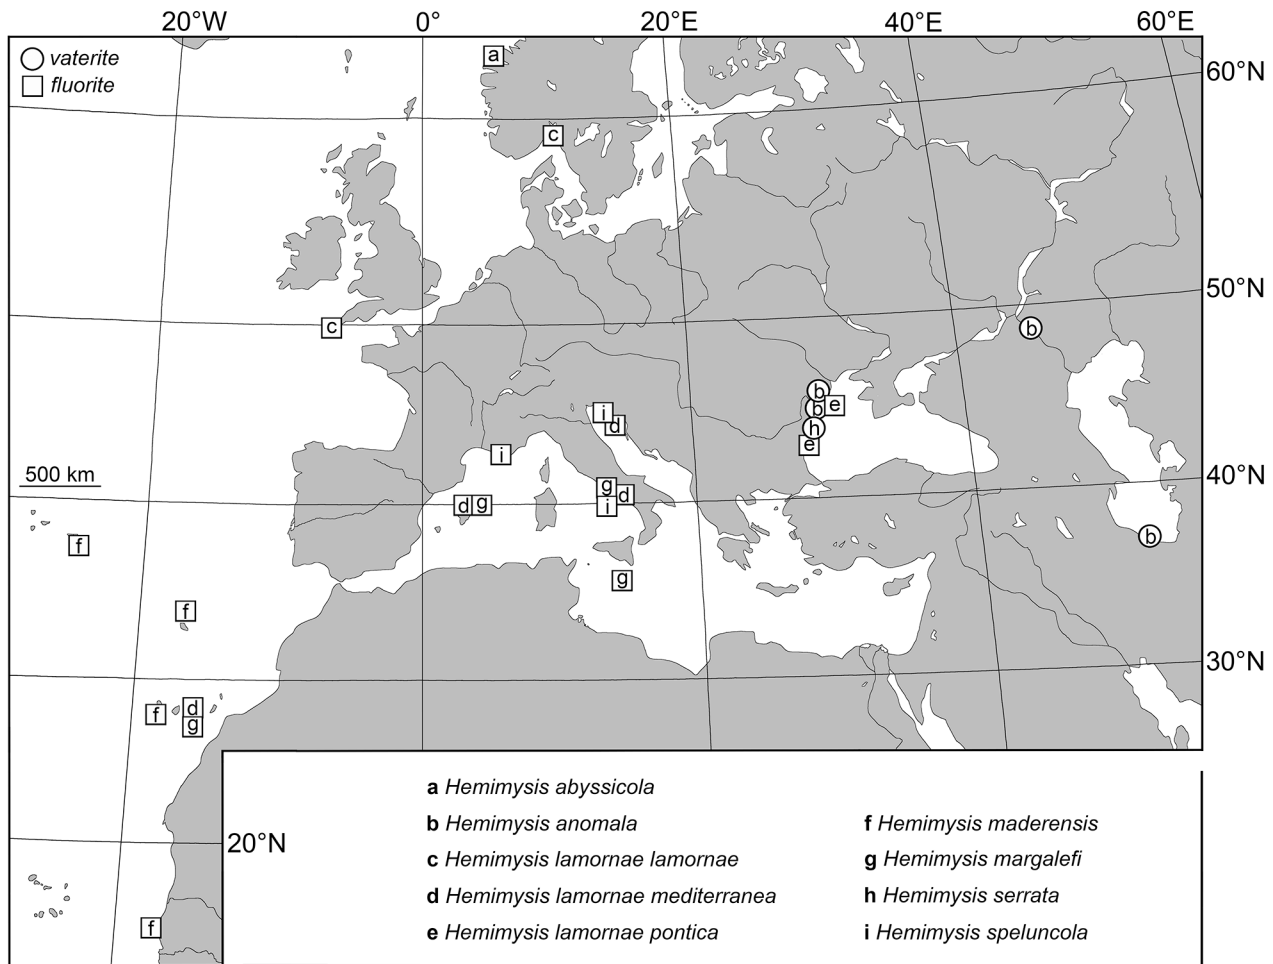 20°W 0° 20°E 40°E 60°E
vaterite
fluorite
a
60°N
c
50°N
c
b
b
b e
i
d
h
e
i
500 km
40°N
g
d
d g
i
b
f
g
f
30°N
d
f
g
a Hemimysis abyssicola
b Hemimysis anomala
f Hemimysis maderensis
20°N
c Hemimysis lamornae lamornae
g Hemimysis margalefi
d Hemimysis lamornae mediterranea
h Hemimysis serrata
e Hemimysis lamornae pontica
i Hemimysis speluncola
f